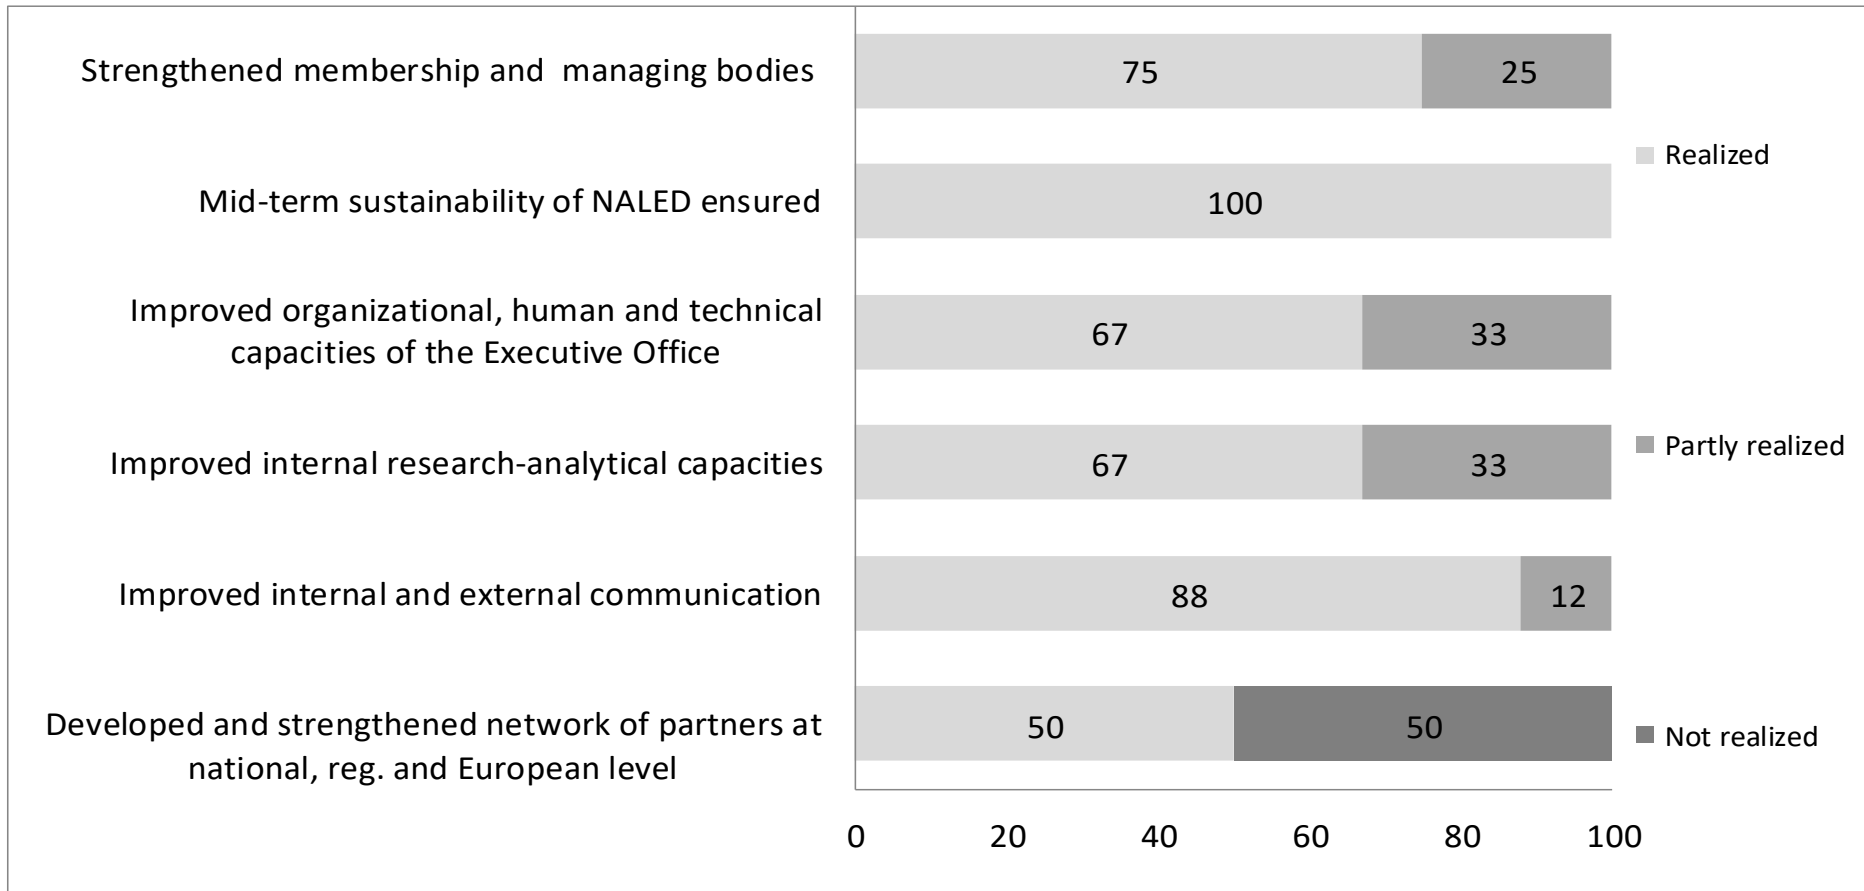 Strengthened membership and managing bodies
75 25
Realized
Mid-term sustainability of NALED ensured
100
Improved organizational, human and technical
capacities of the Executive Office
67 33
Improved internal research-analytical capacities
67 33
Partly realized
Improved internal and external communication
88 12
Developed and strengthened network of partners at
national, reg. and European level
50 50
Not realized
0 20 40 60 80 100